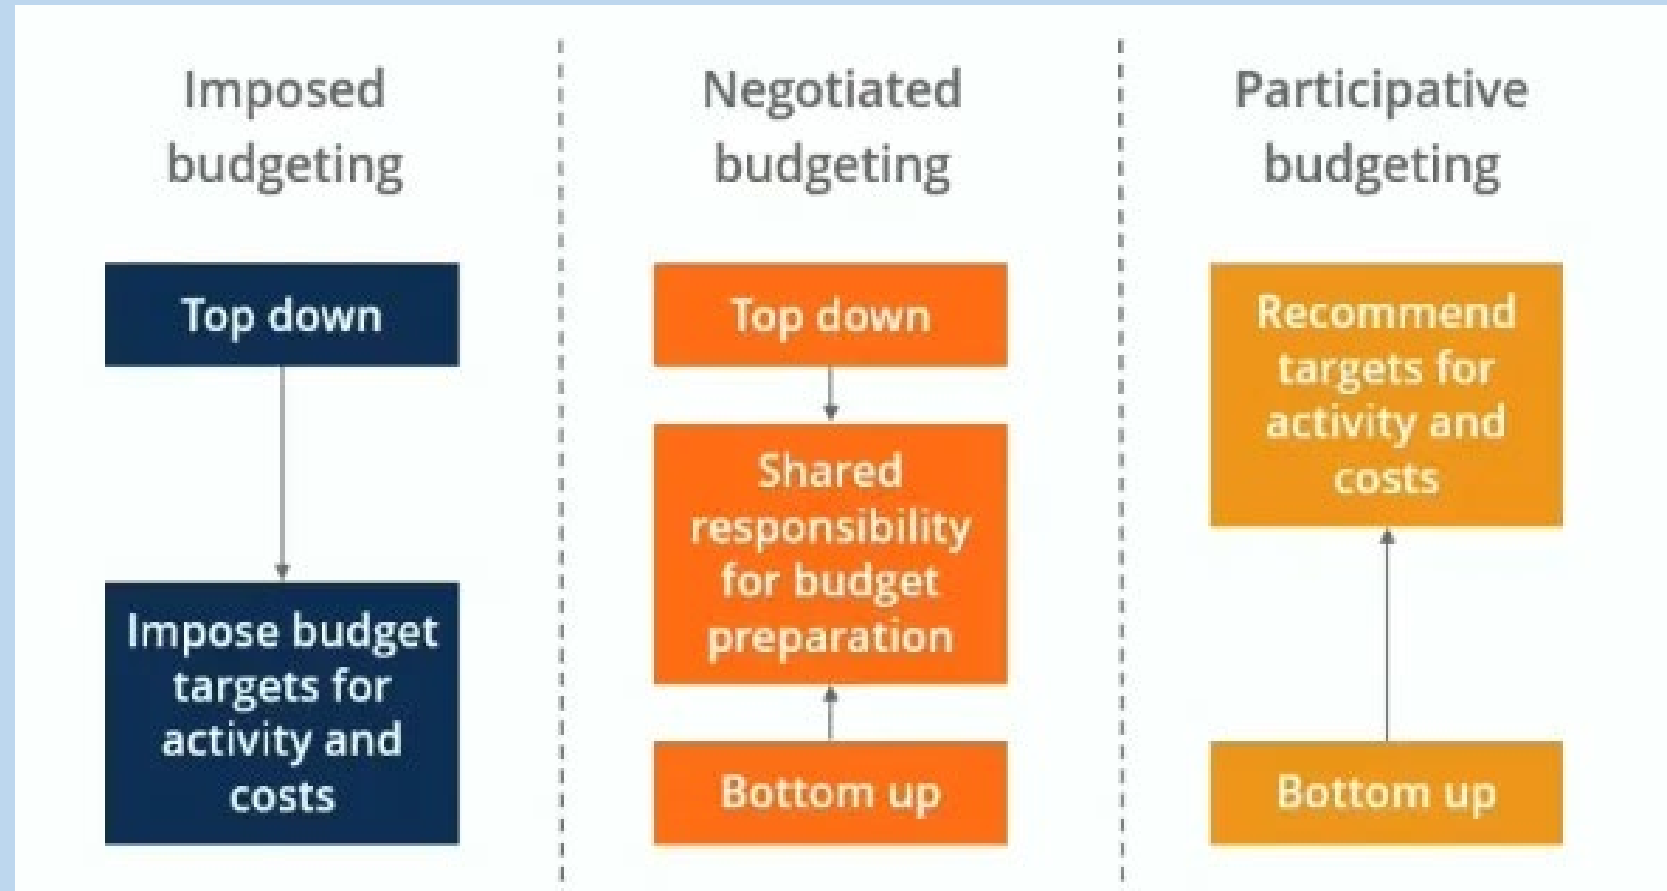 Imposed
budgeting
Top down
Impose budget
targets for
activity and
costs
Negotiated
budgeting
Top down
Shared
responsibility
for budget
preparation
Bottom up
Participative
budgeting
Recommend
targets for
activity and
costs
Bottom up